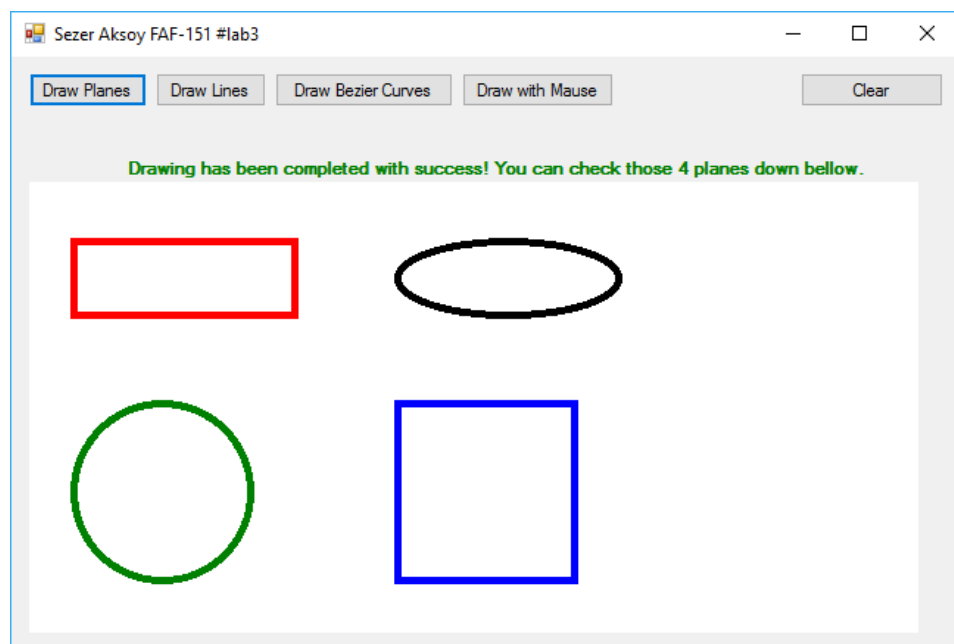 Sezer Aksoy FAF-151 #lab3
Draw Planes Draw Lines Draw Bezier Curves Draw with Mause Clear
Drawing has been completed with success! You can check those 4 planes down bellow.